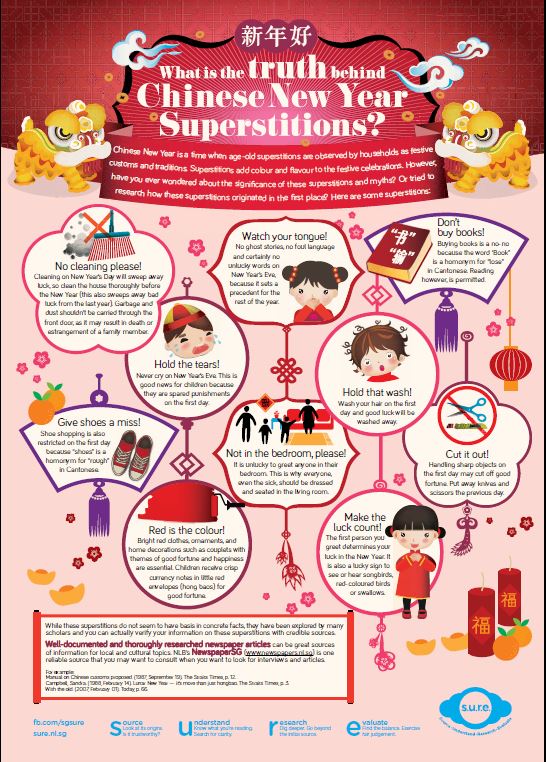 新年好
What is the truth behind
Chinese New Year
Superstitions?
Chinese New Year is a time when age-old superstitions are observed by households as festive
customs and traditions. Superstitions add colour and flavour to the festive celebrations. However,
have you ever wondered about the significance of these superstitions and myths? Or tried to
research how these superstitions originated in the first place? Here are some superstitions:
No cleaning please!
Cleaning on New Year's Day will sweep away
luck, so clean the house thoroughly before
the New Year (this also sweeps away bad
luck from the last year). Garbage and
dust shouldn't be carried through the
front door, as it may result in death or
estrangement of a family member.
Watch your tongue!
No ghost stories, no foul language
and certainly no
unlucky words on
New Year's Eve,
because it sets a
precedent for the
rest of the year.
Don't
buy books!
Buying books is a no-no
because the word "Book"
is a homonym for "lose"
in Cantonese. Reading
however, is permitted.
"书"
"输"
Hold the tears!
Never cry on New Year's Eve. This is
good news for children because
they are spared punishments
on the first day.
Hold that wash!
Wash your hair on the first
day and good luck will be
washed away.
Give shoes a miss!
Shoe shopping is also
restricted on the first day
because "shoes" is a
homonym for "rough"
in Cantonese.
Not in the bedroom, please!
It is unlucky to greet anyone in their
bedroom. This is why everyone,
even the sick, should be dressed
and seated in the living room.
Cut it out!
Handling sharp objects on
the first day may cut off good
fortune. Put away knives and
scissors the previous day.
Red is the colour!
Bright red clothes, ornaments, and
home decorations such as couplets with
themes of good fortune and happiness
are essential. Children receive crisp
currency notes in little red
envelopes (hong baos) for
good fortune.
Make the
luck count!
The first person you
greet determines your
luck in the New Year. It
is also a lucky sign to
see or hear songbirds,
red-coloured birds
or swallows.
福
福
While these superstitions do not seem to have basis in concrete facts, they have been explored by many
scholars and you can actually verify your information on these superstitions with credible sources.
Well-documented and thoroughly researched newspaper articles can be great sources
of information for local and cultural topics. NLB's NewspaperSG (www.newspapers.nl.sg) is one
reliable source that you may want to consult when you want to look for interviews and articles.
For example:
Manual on Chinese customs proposed. (1987, September 19). The Straits Times, p. 12.
Campbell, Sandra. (1988, February 14). Lunar New Year — it's more than just hongbao. The Straits Times, p. 3.
With the old. (2007, February 01). Today, p. 66.
fb.com/sgsure
sure.nl.sg
Source
Look at its origins.
Is it trustworthy?
understand
Know what you're reading.
Search for clarity.
research
Dig deeper. Go beyond
the initial source.
evaluate
Find the balance. Exercise
fair judgement.
s.u.r.e.
Source • Understand • Research • Evaluate